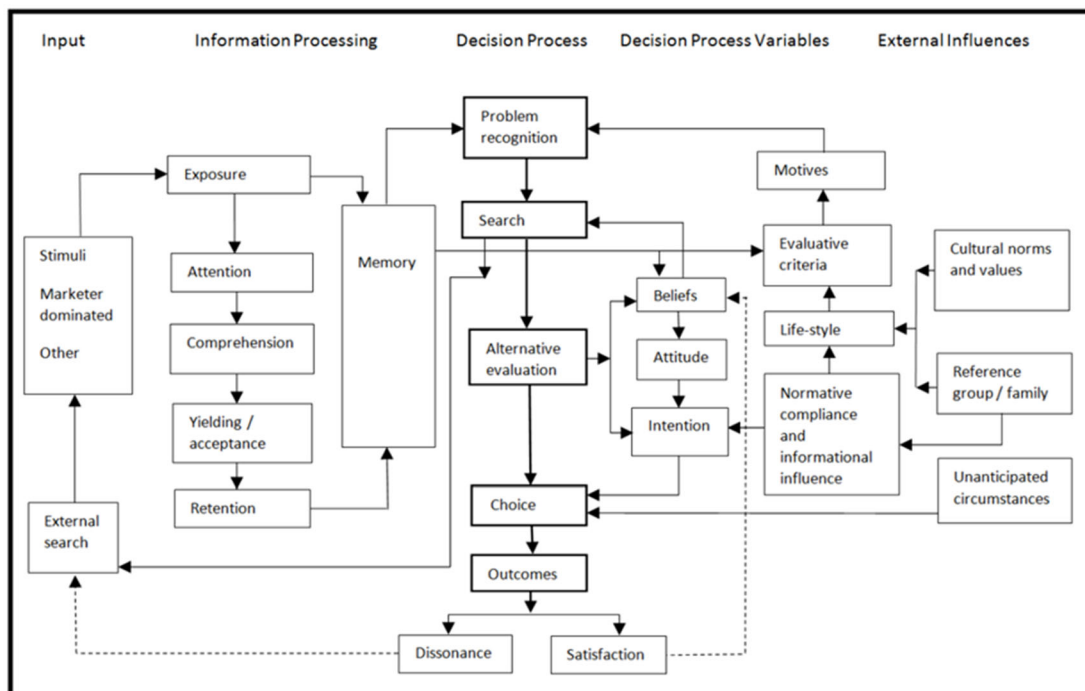 Input
Information Processing
Decision Process
Decision Process Variables
External Influences
Stimuli
Marketer
dominated
Other
External
search
Exposure
Attention
Comprehension
Yielding /
acceptance
Retention
Memory
Problem
recognition
Search
Alternative
evaluation
Choice
Outcomes
Dissonance
Satisfaction
Beliefs
Attitude
Intention
Motives
Evaluative
criteria
Life-style
Normative
compliance
and
informational
influence
Cultural norms
and values
Reference
group / family
Unanticipated
circumstances